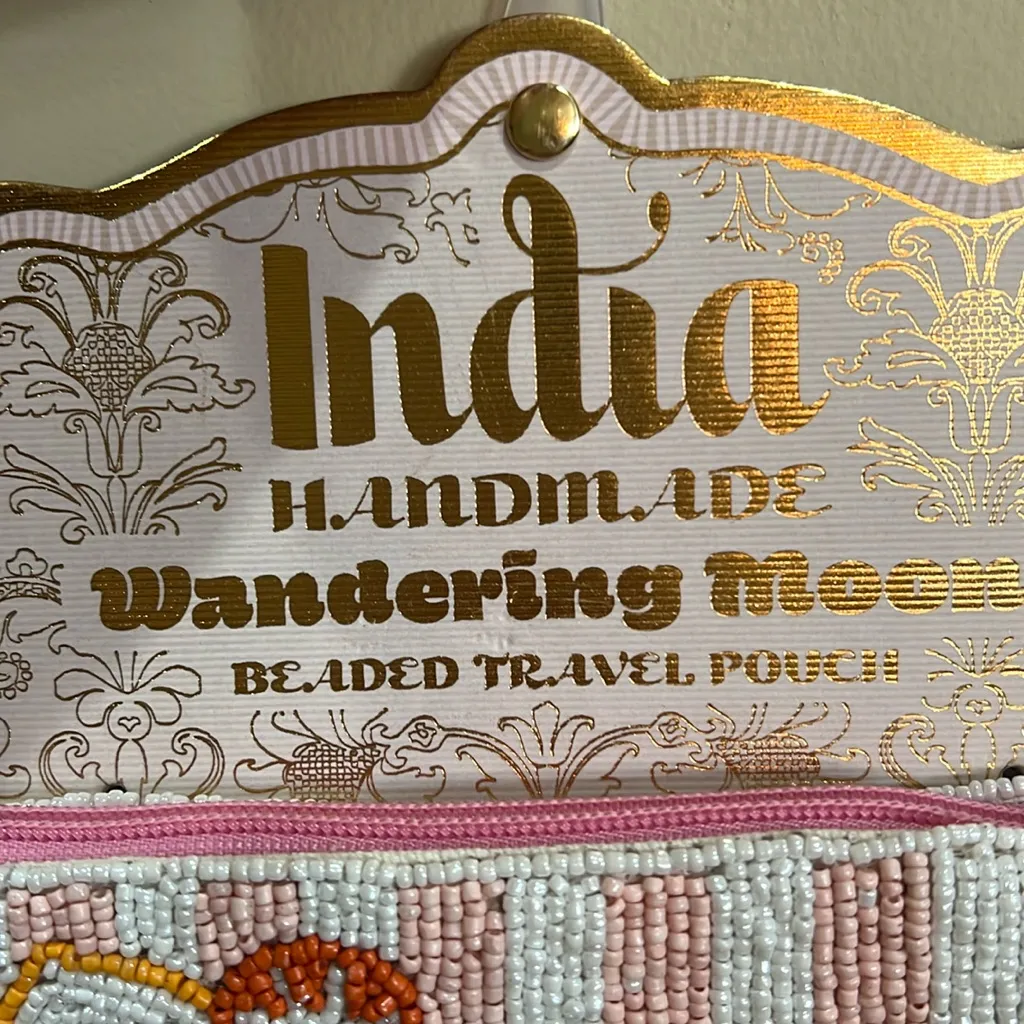 India
HANDMADE
Wandering Moon
BEADED TRAVEL POUCH